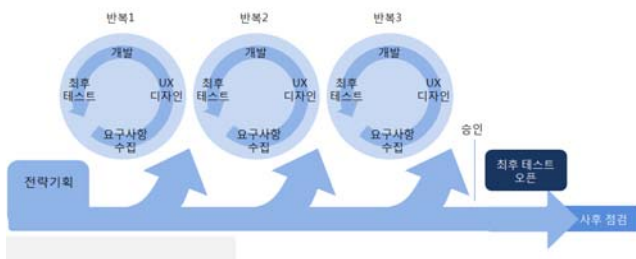 반복1
반복2
반복3
개발
UX
디자인
요구사항
수집
최후
테스트
개발
UX
디자인
요구사항
수집
최후
테스트
개발
UX
디자인
요구사항
수집
최후
테스트
승인
전략기획
최후 테스트
오픈
사후 점검